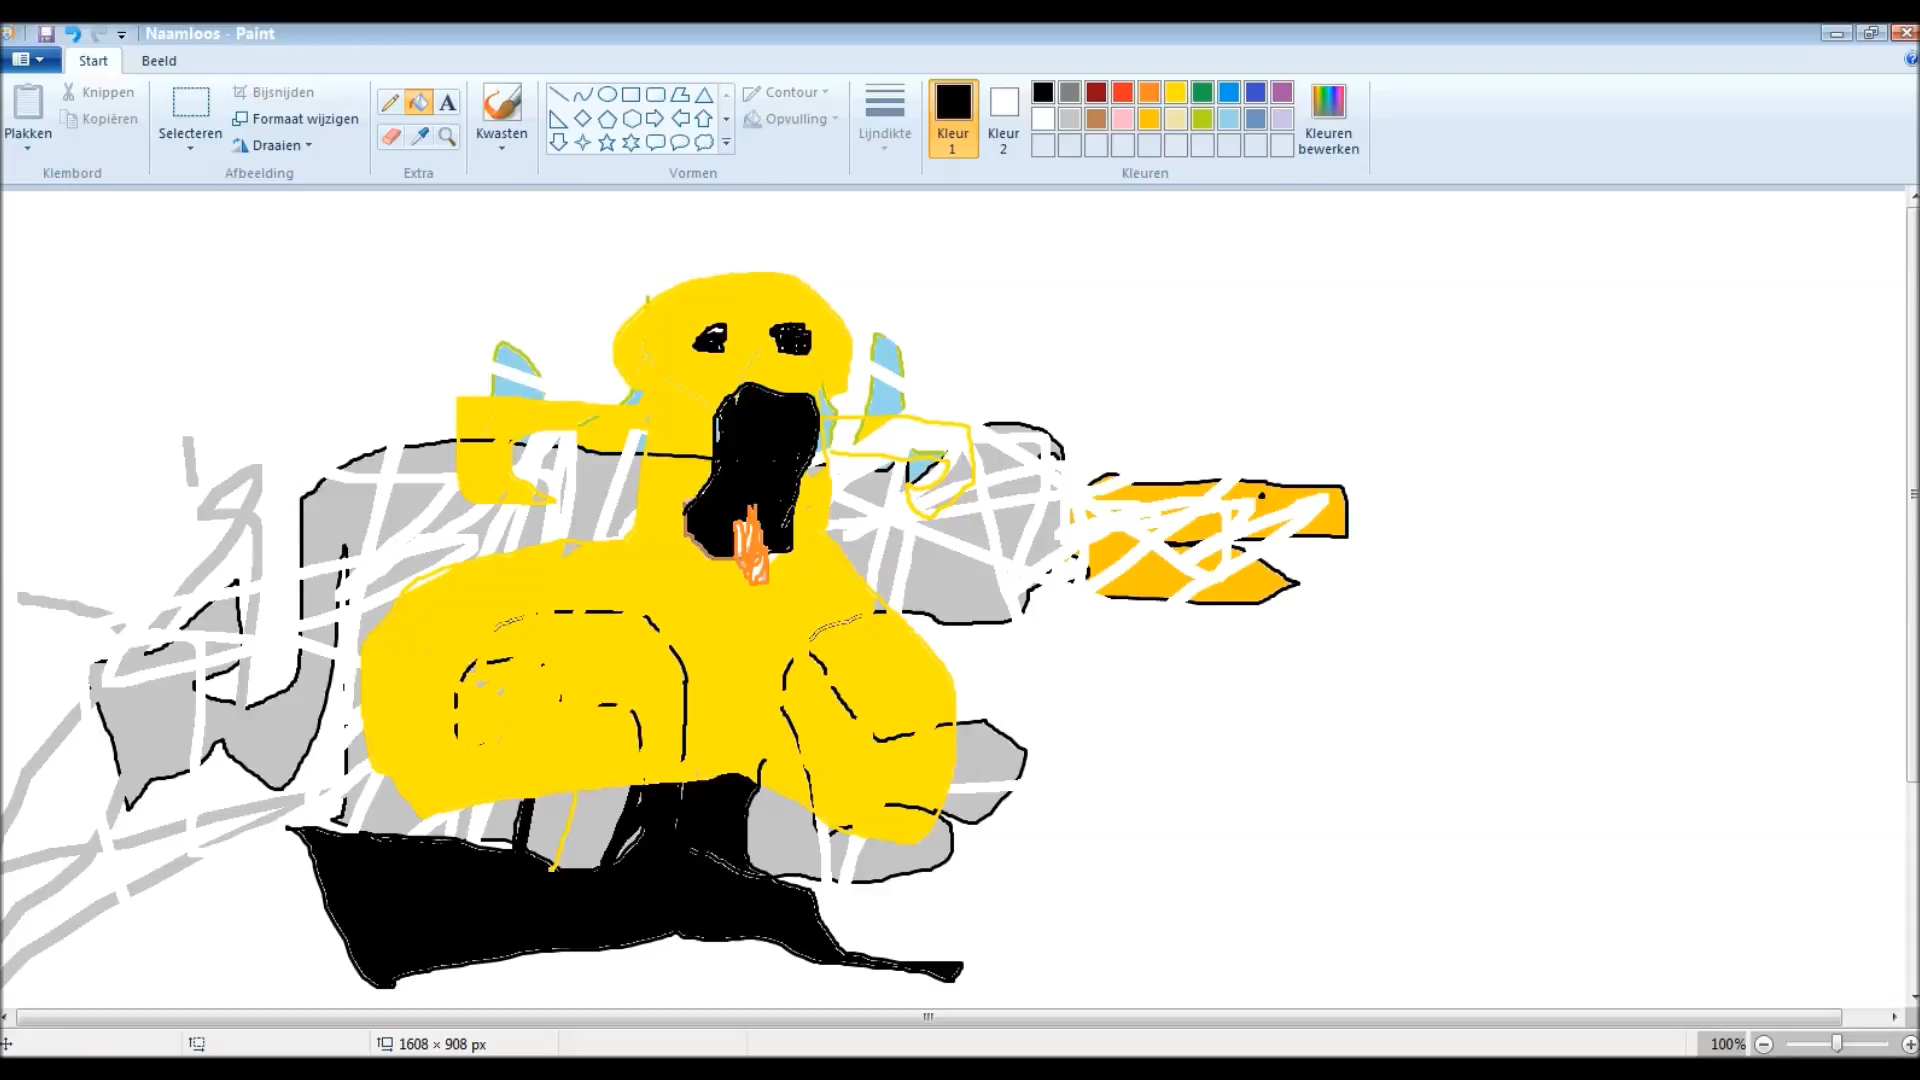 Naamloos - Paint
Start Beeld
Plakken
Knippen
Kopiëren
Klembord
Selecteren
Bijsnijden
Formaat wijzigen
Draaien
Afbeelding
A
Extra
Kwasten
Contour
Opvulling
Vormen
Lijndikte
Kleur
1
Kleur
2
Kleuren
bewerken
Kleuren
1608 × 908 px
100%